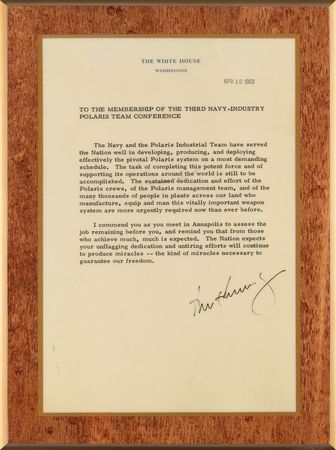 THE WHITE HOUSE
WASHINGTON
APR 10 1963
TO THE MEMBERSHIP OF THE THIRD NAVY-INDUSTRY
POLARIS TEAM CONFERENCE
The Navy and the Polaris Industrial Team have served
the Nation well in developing, producing, and deploying
effectively the pivotal Polaris system on a most demanding
schedule. The task of completing this potent force and of
supporting its operations around the world is still to be
accomplished. The sustained dedication and effort of the
Polaris crews, of the Polaris management team, and of the
many thousands of people in plants across our land who
manufacture, equip and man this vitally important weapon
system are more urgently required now than ever before.
I commend you as you meet in Annapolis to assess the
job remaining before you, and remind you that from those
who achieve much, much is expected. The Nation expects
your unflagging dedication and untiring efforts will continue
to produce miracles -- the kind of miracles necessary to
guarantee our freedom.